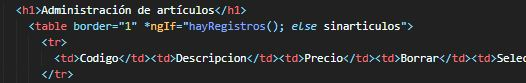 <h1>Administración de artículos</h1>
<table border="1" *ngIf="hayRegistros(); else sinarticulos">
<tr>
<td>Codigo</td><td>Descripcion</td><td>Precio</td><td>Borrar</td><td>Selec
</tr>